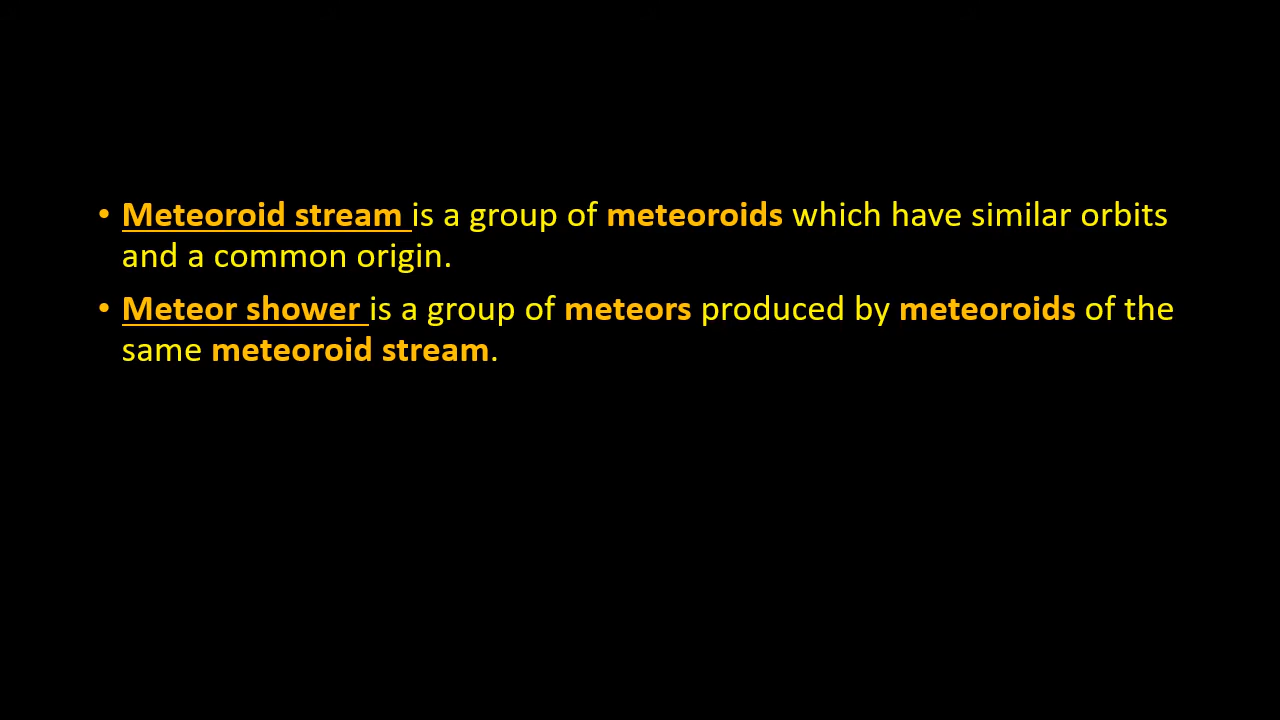 • Meteoroid stream is a group of meteoroids which have similar orbits
and a common origin.
• Meteor shower is a group of meteors produced by meteoroids of the
same meteoroid stream.